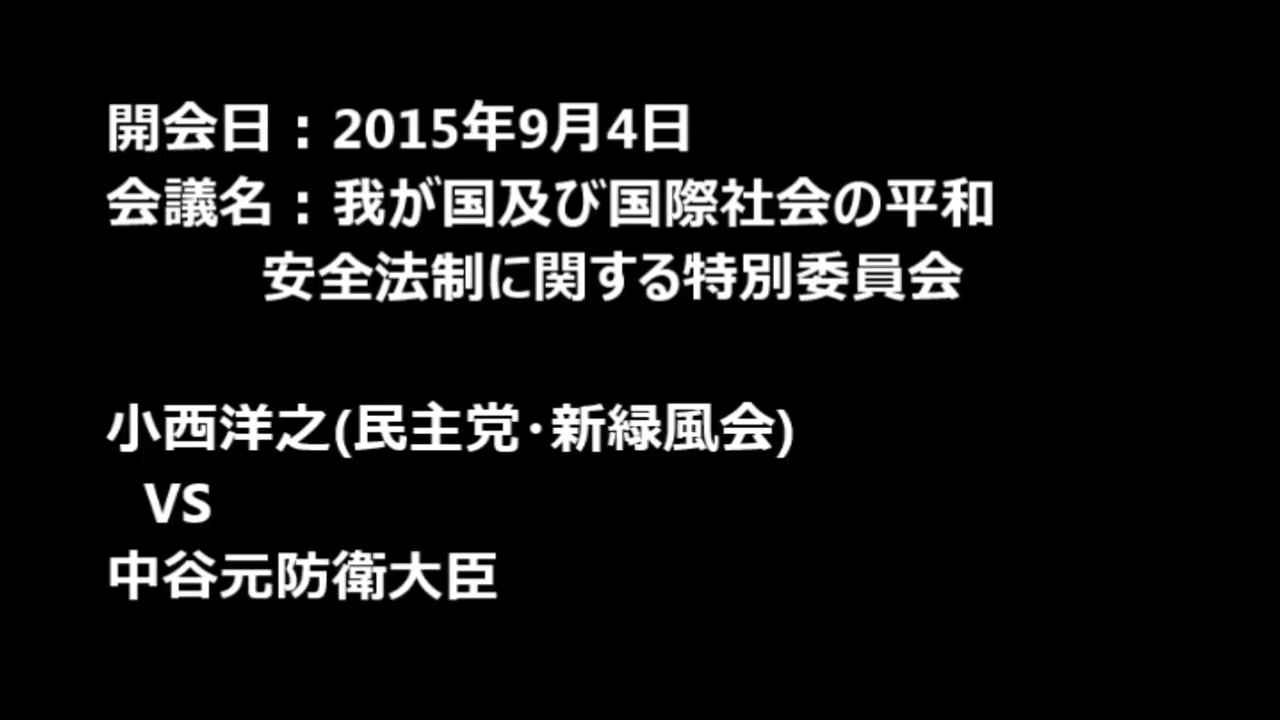 開会日：2015年9月4日
会議名：我が国及び国際社会の平和
安全法制に関する特別委員会
小西洋之(民主党･新緑風会)
VS
中谷元防衛大臣